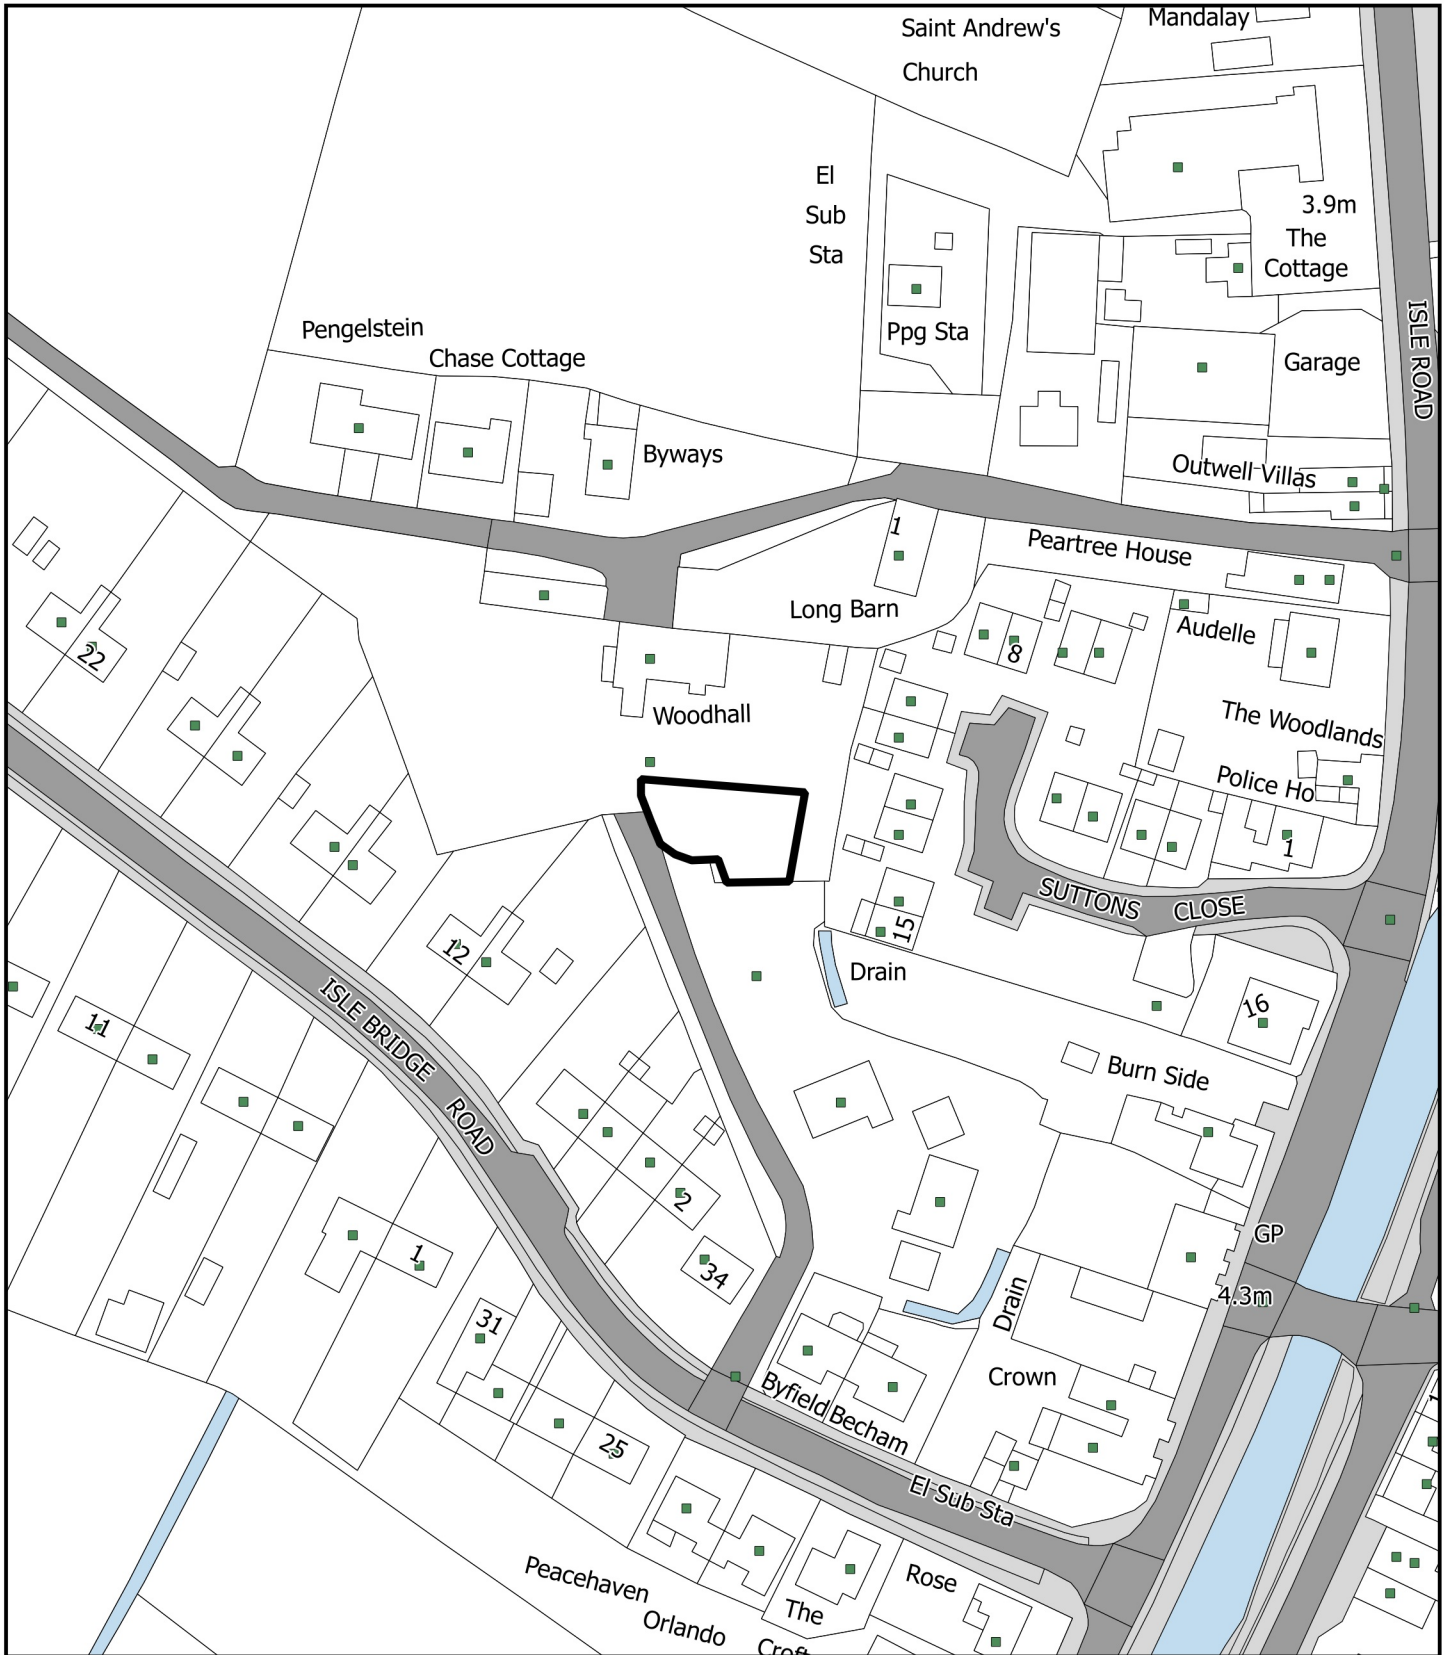 Saint Andrew's
Church
Mandalay
El
Sub
Sta
3.9m
The
Cottage
Pengelstein
Chase Cottage
Ppg Sta
Garage
ISLE ROAD
Byways
Outwell Villas
1
Peartree House
Long Barn
Audelle
8
22
Woodhall
The Woodlands
Police Ho
1
SUTTONS CLOSE
15
12
Drain
16
11
ISLE BRIDGE
ROAD
Burn Side
2
34
GP
4.3m
1
31
Drain
Crown
Byfield
Becham
25
El Sub Sta
1
Peacehaven
Orlando
The
Croft
Rose